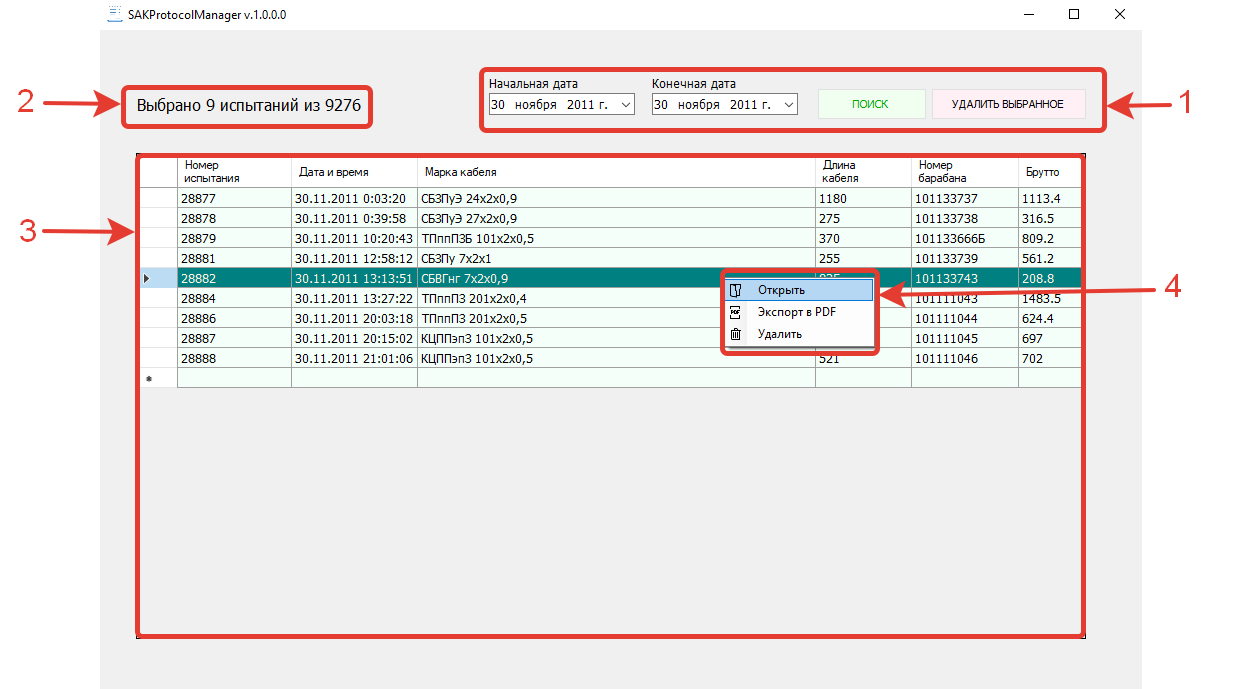 SAKProtocolManager v.1.0.0.0
Начальная дата Конечная дата
2 Выбрано 9 испытаний из 9276 30 ноября 2011 г. 30 ноября 2011 г. ПОИСК УДАЛИТЬ ВЫБРАННОЕ 1
Номер испытания Дата и время Марка кабеля Длина кабеля Номер барабана Брутто
28877 30.11.2011 0:03:20 СБЗПуЭ 24x2x0,9 1180 101133737 1113.4
28878 30.11.2011 0:39:58 СБЗПуЭ 27x2x0,9 275 101133738 316.5
3 28879 30.11.2011 10:20:43 ТПппПЗБ 101x2x0,5 370 101133666Б 809.2
28881 30.11.2011 12:58:12 СБЗПу 7x2x1 255 101133739 561.2
28882 30.11.2011 13:13:51 СБВГнг 7x2x0,9 101133743 208.8
Открыть 4
28884 30.11.2011 13:27:22 ТПппПЗ 201x2x0,4 101111043 1483.5
Экспорт в PDF
28886 30.11.2011 20:03:18 ТПппПЗ 201x2x0,5 101111044 624.4
Удалить
28887 30.11.2011 20:15:02 КЦППэпЗ 101x2x0,5 101111045 697
28888 30.11.2011 21:01:06 КЦППэпЗ 101x2x0,5 521 101111046 702